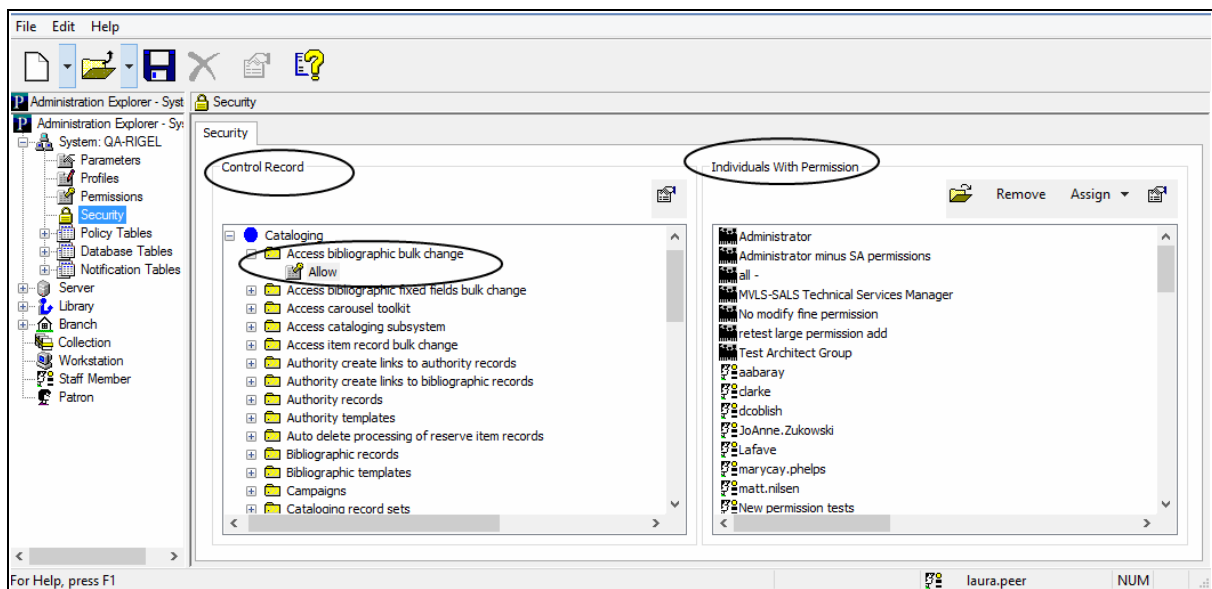 File Edit Help
Administration Explorer - Syst
Security
Administration Explorer - Sy
System: QA-RIGEL
Parameters
Profiles
Permissions
Security
Policy Tables
Database Tables
Notification Tables
Server
Library
Branch
Collection
Workstation
Staff Member
Patron
Security
Control Record
Cataloging
Access bibliographic bulk change
Allow
Access bibliographic fixed fields bulk change
Access carousel toolkit
Access cataloging subsystem
Access item record bulk change
Authority create links to authority records
Authority create links to bibliographic records
Authority records
Authority templates
Auto delete processing of reserve item records
Bibliographic records
Bibliographic templates
Campaigns
Cataloging record sets
Individuals With Permission
Remove Assign
Administrator
Administrator minus SA permissions
all -
MVLS-SALS Technical Services Manager
No modify fine permission
retest large permission add
Test Architect Group
aabaray
clarke
dcoblish
JoAnne.Zukowski
Lafave
marycay.phelps
matt.nilsen
New permission tests
For Help, press F1
laura.peer
NUM